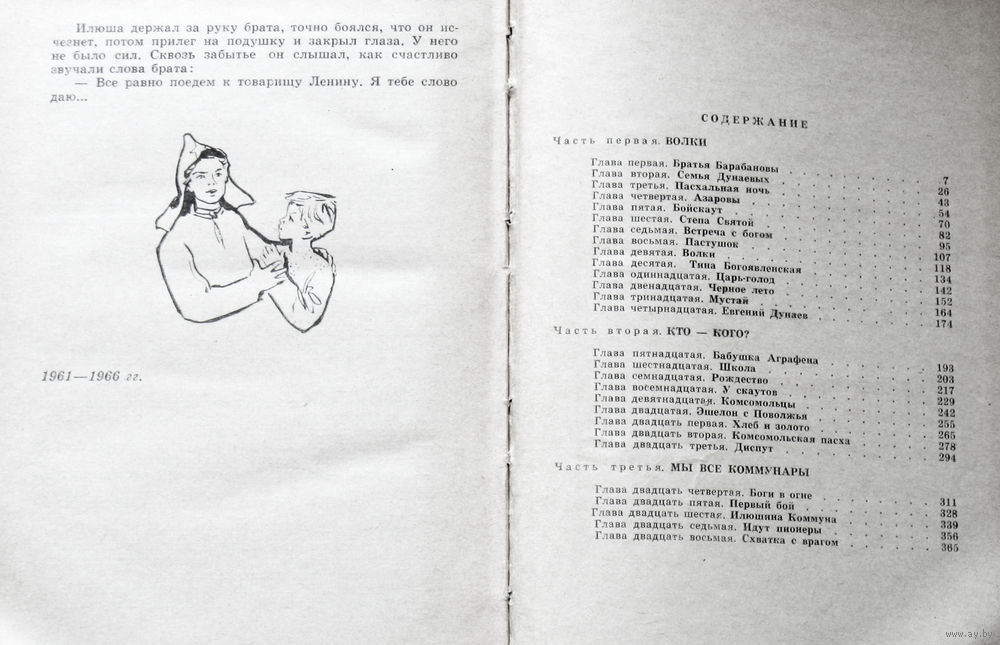 Илюша держал за руку брата, точно боялся, что он ис-
чезнет, потом прилег на подушку и закрыл глаза. У него
не было сил. Сквозь забытье он слышал, как счастливо
звучали слова брата:
— Все равно поедем к товарищу Ленину. Я тебе слово
даю...
1961—1966 гг.
СОДЕРЖАНИЕ
Часть первая. ВОЛКИ
Глава первая. Братья Барабановы . . . 7
Глава вторая. Семья Дунаевых . . . 26
Глава третья. Пасхальная ночь . . . 43
Глава четвертая. Азаровы . . . 54
Глава пятая. Бойскаут . . . 70
Глава шестая. Степа Святой . . . 82
Глава седьмая. Встреча с богом . . . 95
Глава восьмая. Пастушок . . . 107
Глава девятая. Волки . . . 118
Глава десятая. Тина Богоявленская . . . 134
Глава одиннадцатая. Царь-голод . . . 142
Глава двенадцатая. Черное лето . . . 152
Глава тринадцатая. Мустай . . . 164
Глава четырнадцатая. Евгений Дунаев . . . 174
Часть вторая. КТО — КОГО?
Глава пятнадцатая. Бабушка Аграфена . . . 193
Глава шестнадцатая. Школа . . . 203
Глава семнадцатая. Рождество . . . 217
Глава восемнадцатая. У скаутов . . . 229
Глава девятнадцатая. Комсомольцы . . . 242
Глава двадцатая. Эшелон с Поволжья . . . 255
Глава двадцать первая. Хлеб и золото . . . 265
Глава двадцать вторая. Комсомольская пасха . . . 278
Глава двадцать третья. Диспут . . . 294
Часть третья. МЫ ВСЕ КОММУНАРЫ
Глава двадцать четвертая. Боги в огне . . . 311
Глава двадцать пятая. Первый бой . . . 328
Глава двадцать шестая. Илюшина Коммуна . . . 339
Глава двадцать седьмая. Идут пионеры . . . 356
Глава двадцать восьмая. Схватка с врагом . . . 365
www.ay.by